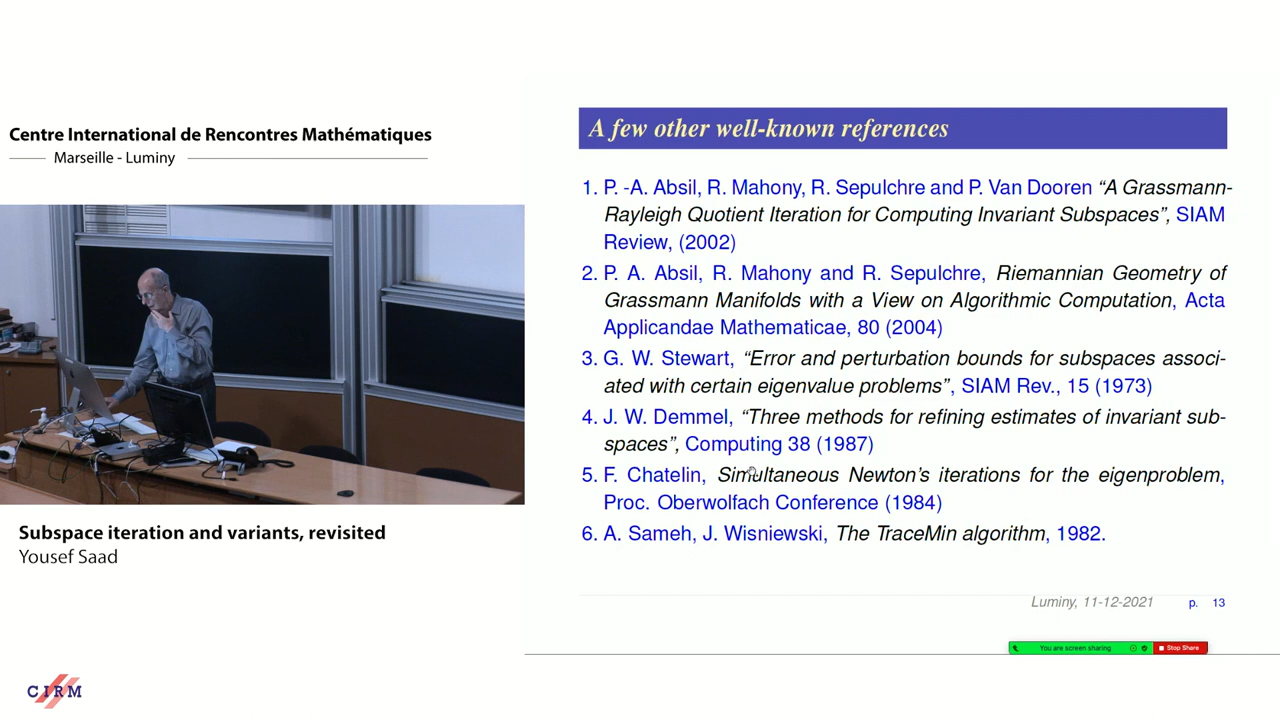 Centre International de Rencontres Mathématiques
Marseille - Luminy
Subspace iteration and variants, revisited
Yousef Saad
CIRM
A few other well-known references
1. P. -A. Absil, R. Mahony, R. Sepulchre and P. Van Dooren “A Grassmann-
Rayleigh Quotient Iteration for Computing Invariant Subspaces”, SIAM
Review, (2002)
2. P. A. Absil, R. Mahony and R. Sepulchre, Riemannian Geometry of
Grassmann Manifolds with a View on Algorithmic Computation, Acta
Applicandae Mathematicae, 80 (2004)
3. G. W. Stewart, “Error and perturbation bounds for subspaces associ-
ated with certain eigenvalue problems”, SIAM Rev., 15 (1973)
4. J. W. Demmel, “Three methods for refining estimates of invariant sub-
spaces”, Computing 38 (1987)
5. F. Chatelin, Simultaneous Newton’s iterations for the eigenproblem,
Proc. Oberwolfach Conference (1984)
6. A. Sameh, J. Wisniewski, The TraceMin algorithm, 1982.
Luminy, 11-12-2021 p. 13
You are screen sharing Stop Share